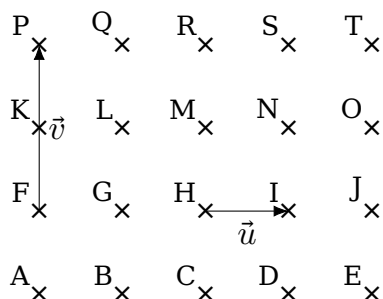 P Q R S T
K L M N O
v⃗
F G H I J
u⃗
A B C D E